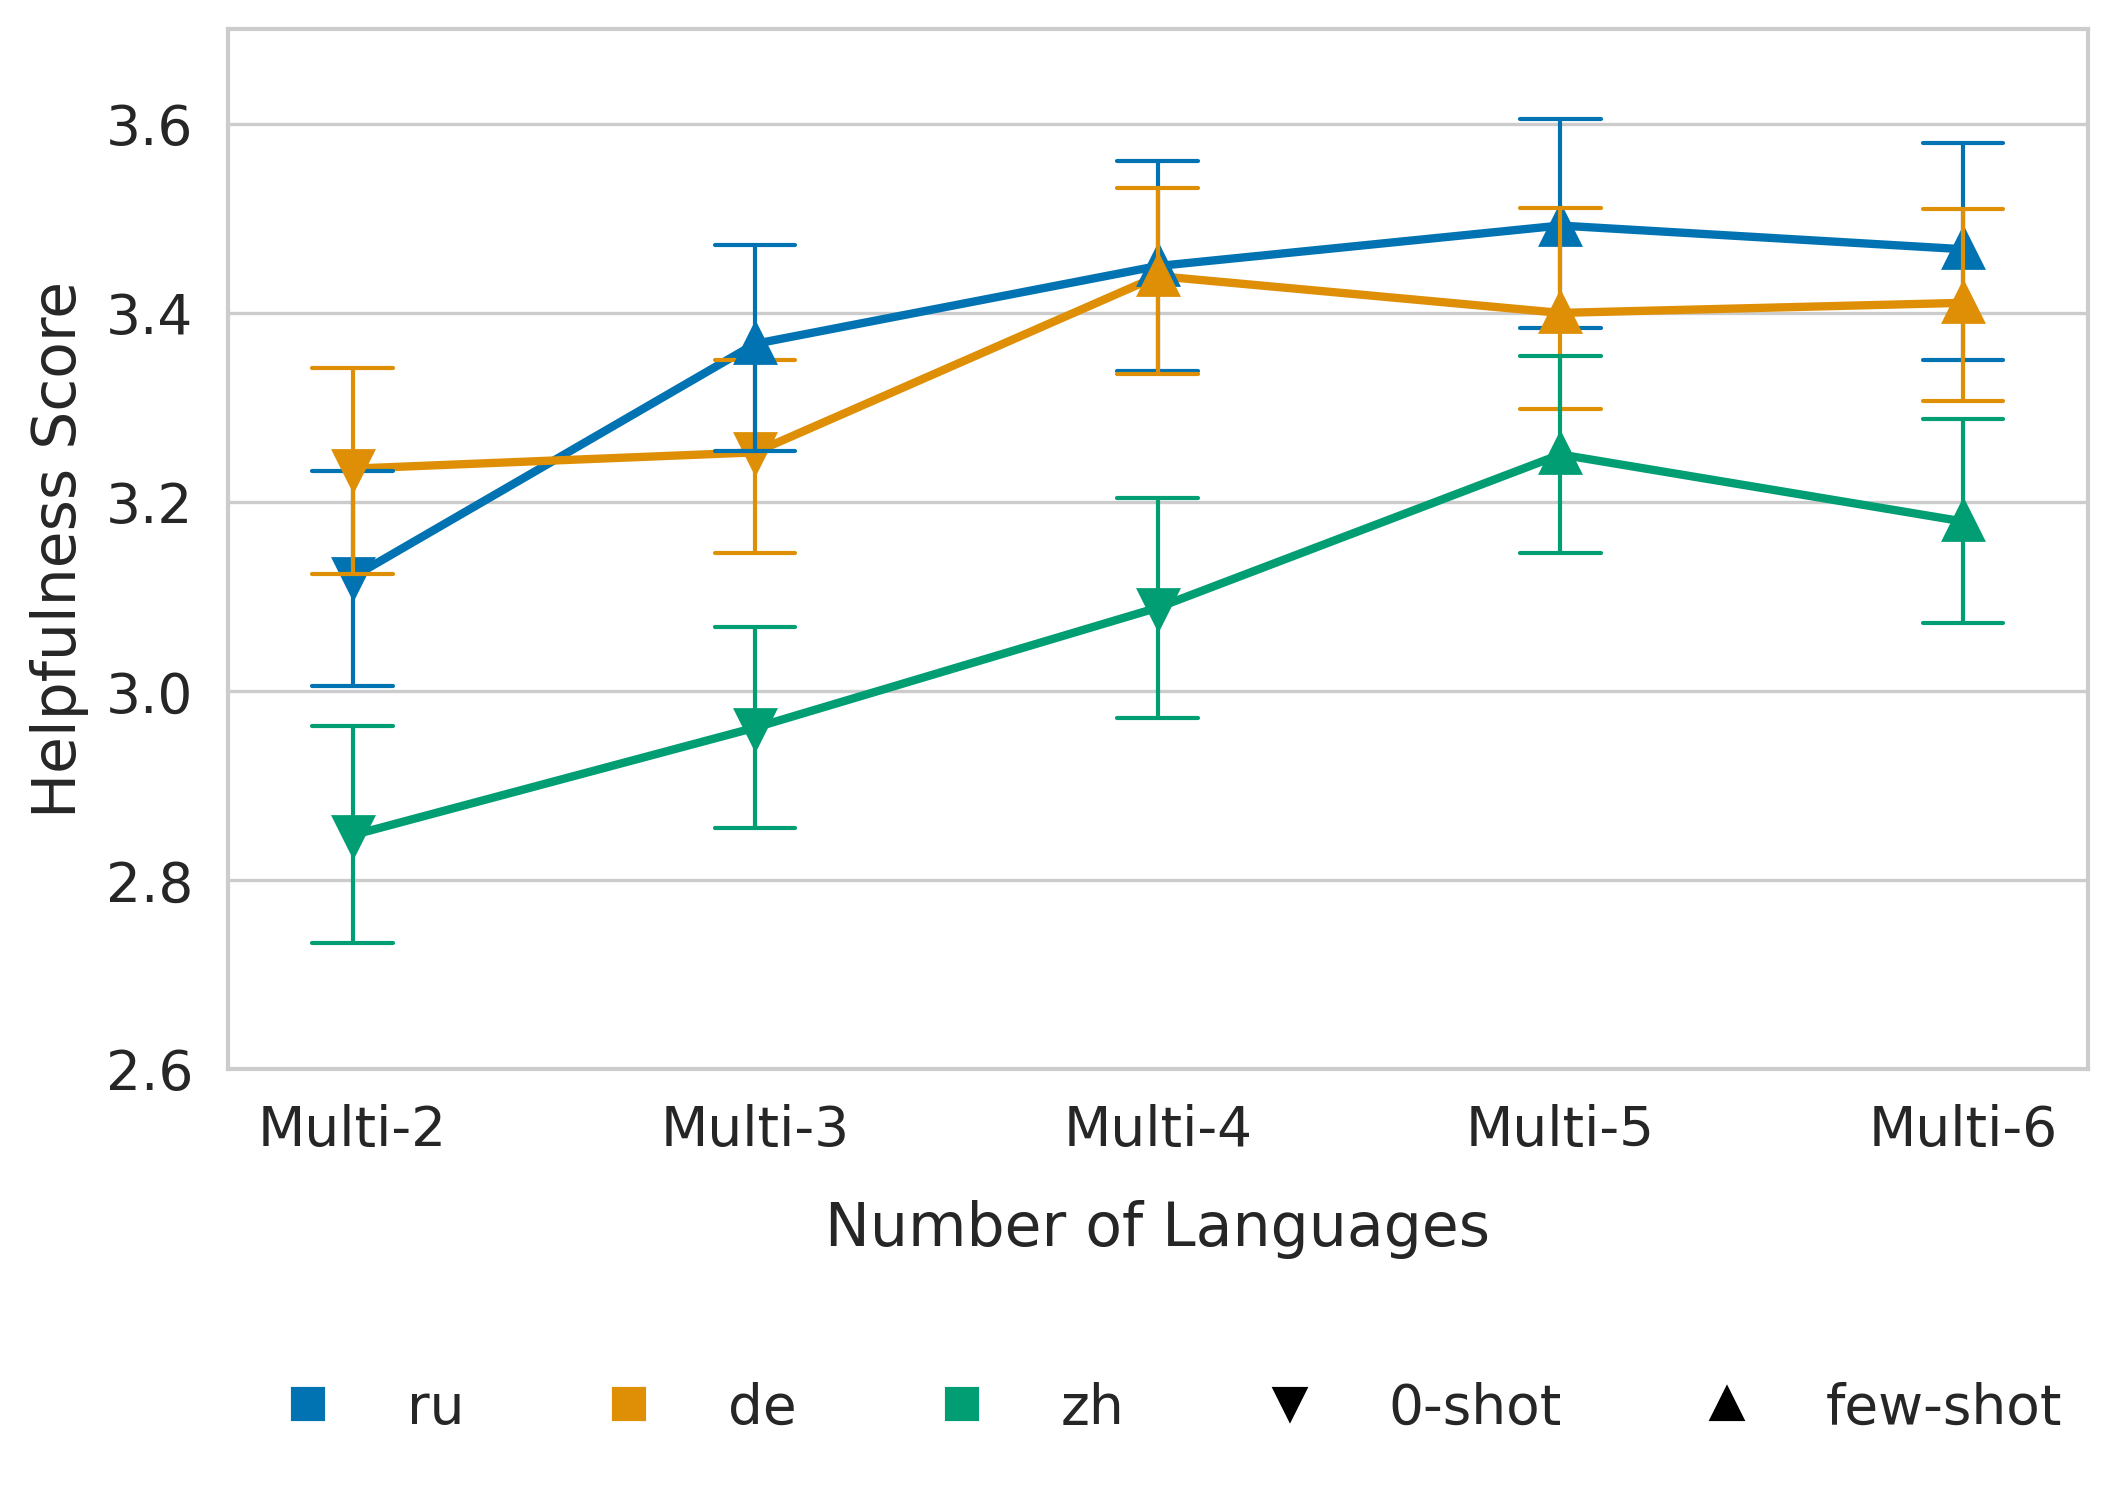 Helpfulness Score
3.6
3.4
3.2
3.0
2.8
2.6
Multi-2 Multi-3 Multi-4 Multi-5 Multi-6
Number of Languages
ru de zh 0-shot few-shot